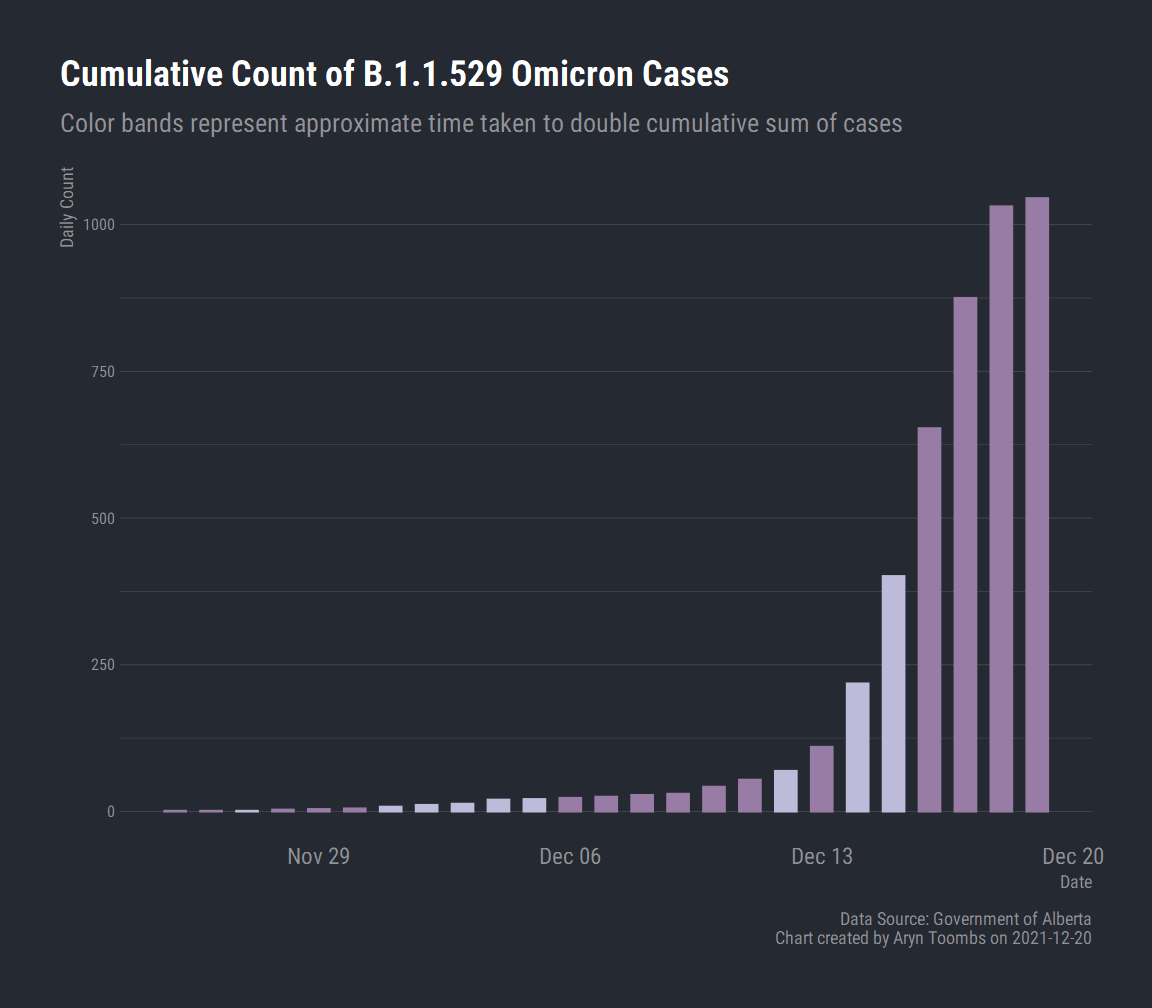 Cumulative Count of B.1.1.529 Omicron Cases
Color bands represent approximate time taken to double cumulative sum of cases
Daily Count
1000
750
500
250
0
Nov 29
Dec 06
Dec 13
Dec 20
Date
Data Source: Government of Alberta
Chart created by Aryn Toombs on 2021-12-20